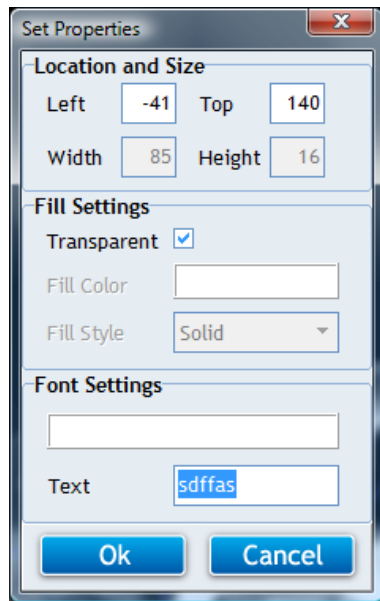 Set Properties
Location and Size
Left -41 Top 140
Width 85 Height 16
Fill Settings
Transparent
Fill Color
Fill Style Solid
Font Settings
Text sdffas
Ok Cancel